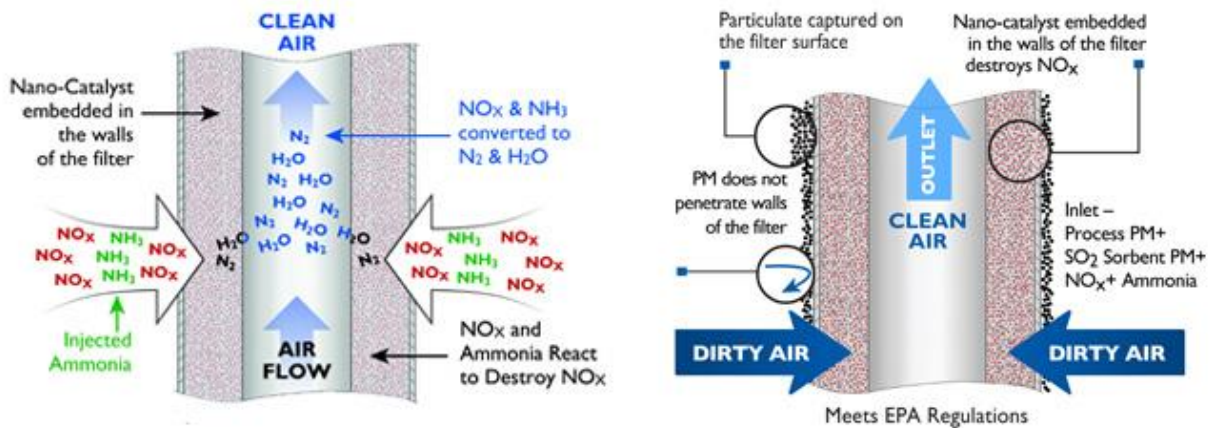 CLEAN
AIR
Nano-Catalyst
embedded in
the walls
of the filter
NOx & NH3
converted to
N2 & H2O
N2
H2O
N2 H2O
H2O N2
N2 H2O
H2O N2
H2O
N2
H2O
N2
NOx NH3
NOx
NOx NH3
NOx
NOx NH3 NOx
NOx
NH3 NOx
NH3 NOx
NH3 NOx
NOx
Injected
Ammonia
AIR
FLOW
NOx and
Ammonia React
to Destroy NOx
Particulate captured on
the filter surface
Nano-catalyst embedded
in the walls of the filter
destroys NOx
PM does not
penetrate walls
of the filter
OUTLET
CLEAN
AIR
Inlet –
Process PM+
SO2 Sorbent PM+
NOx+ Ammonia
DIRTY AIR
DIRTY AIR
Meets EPA Regulations